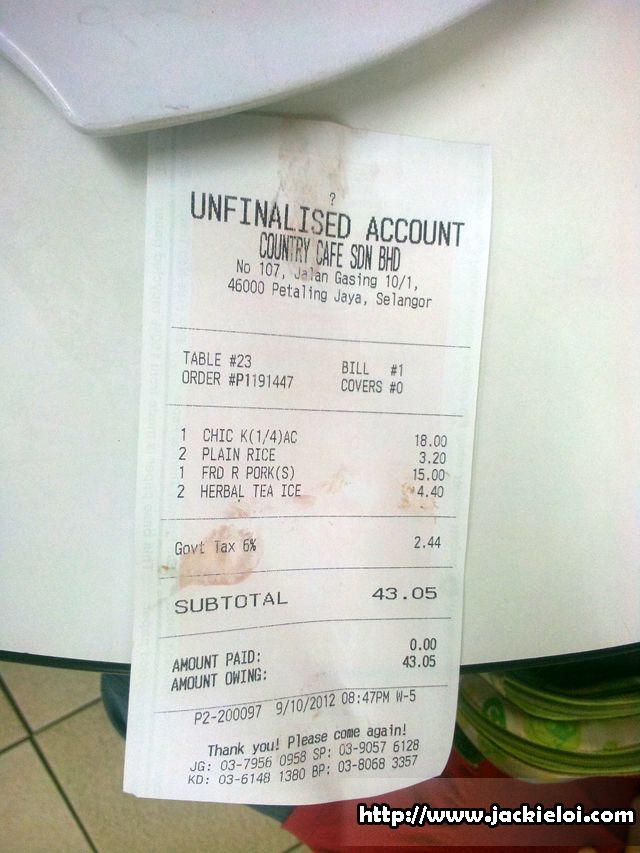 ?
UNFINALISED ACCOUNT
COUNTRY CAFE SDN BHD
No 107, Jalan Gasing 10/1,
46000 Petaling Jaya, Selangor
TABLE #23 BILL #1
ORDER #P1191447 COVERS #0
1 CHIC K(1/4)AC 18.00
2 PLAIN RICE 3.20
1 FRD R PORK(S) 15.00
2 HERBAL TEA ICE 4.40
Govt Tax 6% 2.44
SUBTOTAL 43.05
AMOUNT PAID: 0.00
AMOUNT OWING: 43.05
P2-200097 9/10/2012 08:47PM W-5
Thank you! Please come again!
JG: 03-7956 0958 SP: 03-9057 6128
KD: 03-6148 1380 BP: 03-8068 3357
http://www.jackieloi.com